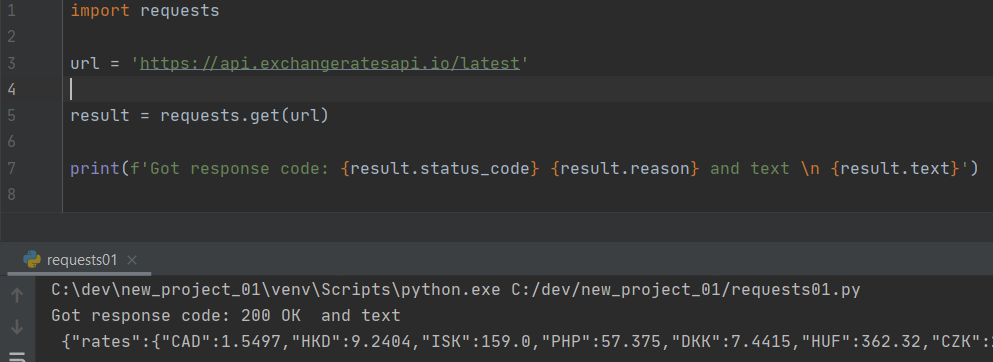 1 import requests
2
3 url = 'https://api.exchangeratesapi.io/latest'
4
5 result = requests.get(url)
6
7 print(f'Got response code: {result.status_code} {result.reason} and text \n {result.text}')
8
requests01
C:\dev\new_project_01\venv\Scripts\python.exe C:/dev/new_project_01/requests01.py
Got response code: 200 OK  and text
{"rates":{"CAD":1.5497,"HKD":9.2404,"ISK":159.0,"PHP":57.375,"DKK":7.4415,"HUF":362.32,"CZK":